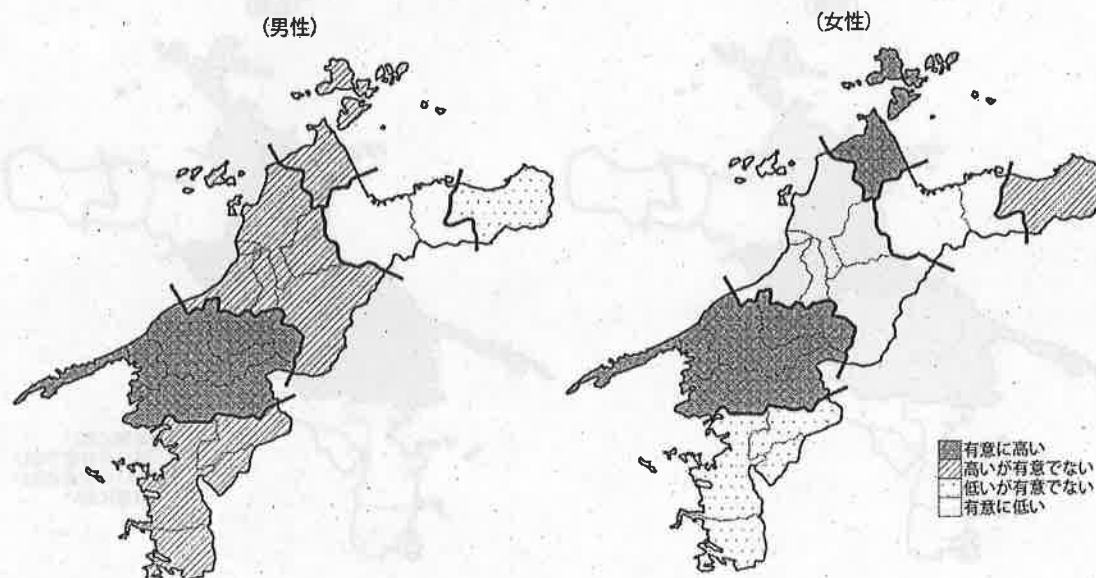 (男性)
(女性)
有意に高い
高いが有意でない
低いが有意でない
有意に低い